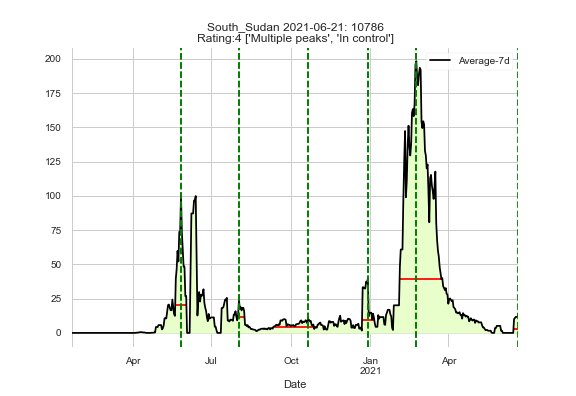 South_Sudan 2021-06-21: 10786
Rating:4 ['Multiple peaks', 'In control']
Average-7d
200
175
150
125
100
75
50
25
0
Apr Jul Oct Jan Apr
2021
Date